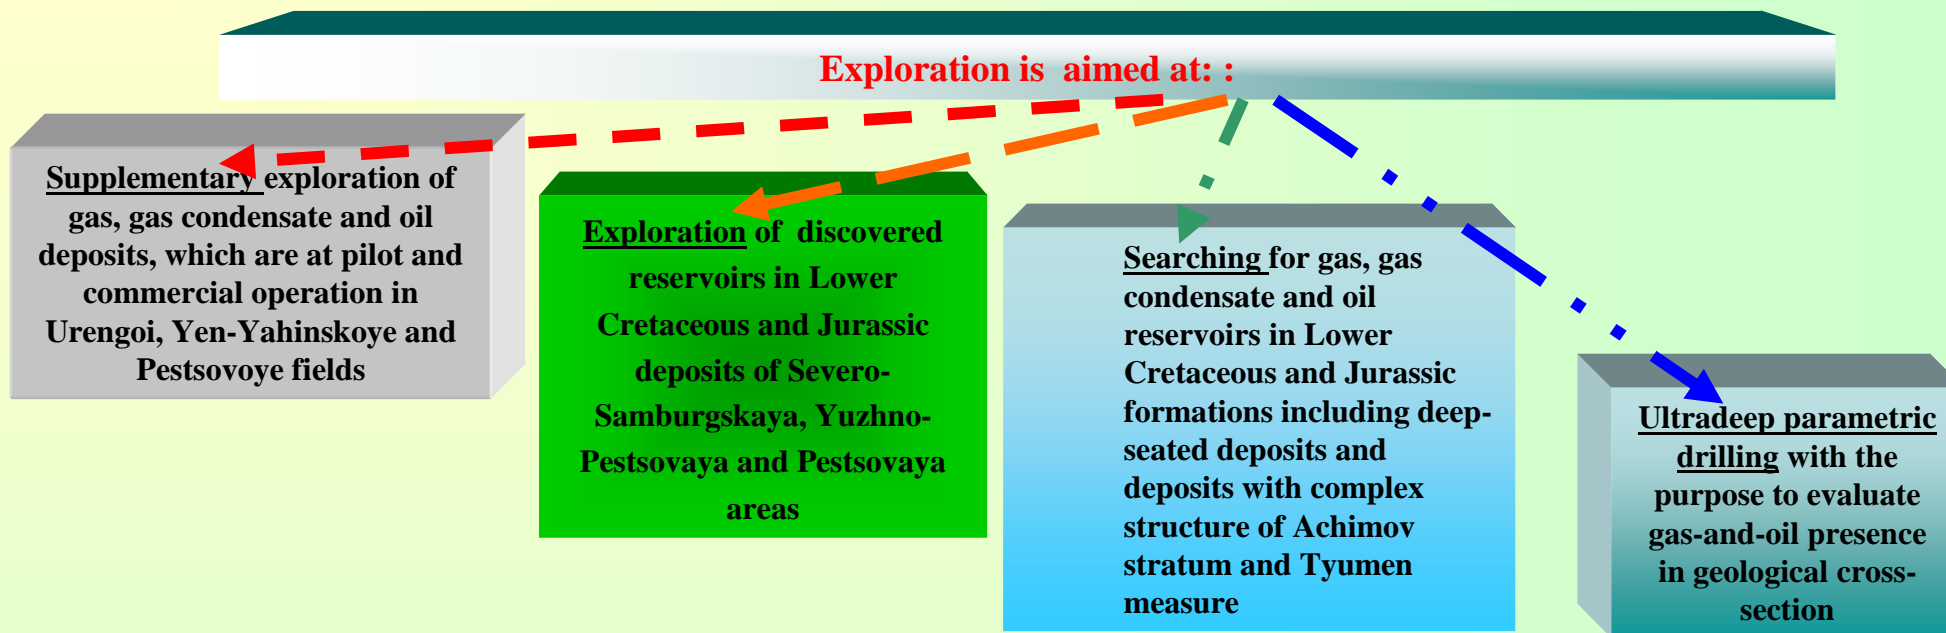 Exploration is  aimed at: :
Supplementary exploration of
gas, gas condensate and oil
deposits, which are at pilot and
commercial operation in
Urengoi, Yen-Yahinskoye and
Pestsovoye fields
Exploration of  discovered
reservoirs in Lower
Cretaceous and Jurassic
deposits of Severo-
Samburgskaya, Yuzhno-
Pestsovaya and Pestsovaya
areas
Searching for gas, gas
condensate and oil
reservoirs in Lower
Cretaceous and Jurassic
formations including deep-
seated deposits and
deposits with complex
structure of Achimov
stratum and Tyumen
measure
Ultradeep parametric
drilling with the
purpose to evaluate
gas-and-oil presence
in geological cross-
section